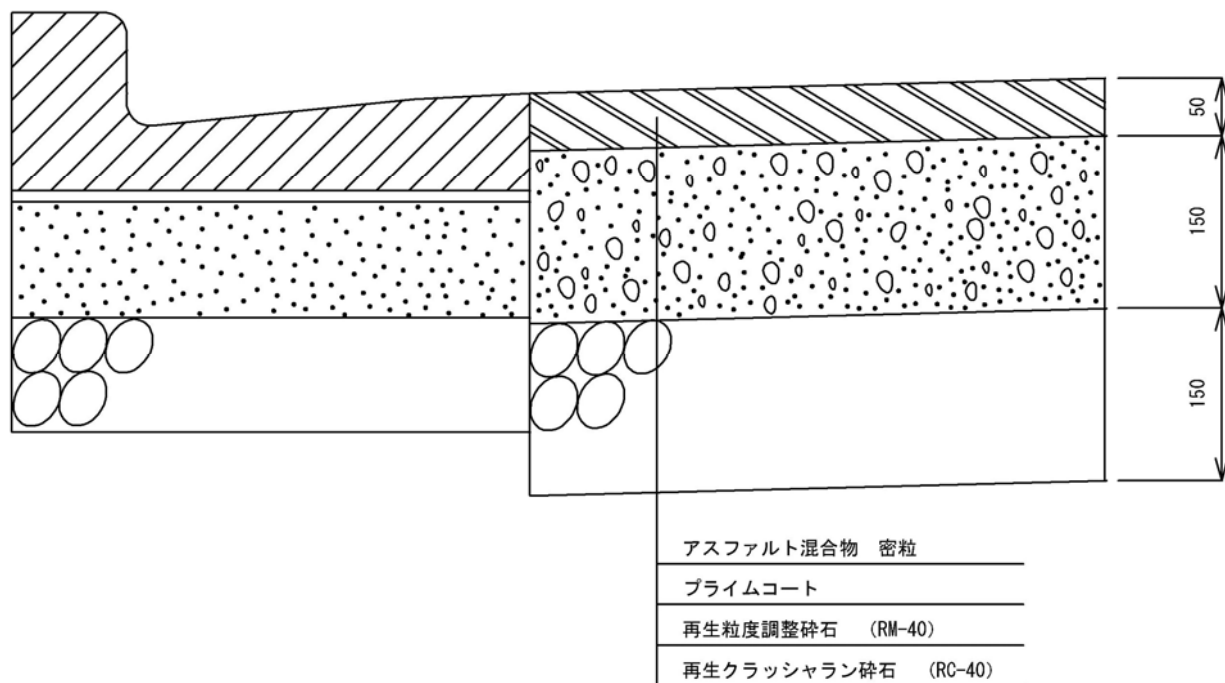 50
150
150
アスファルト混合物　密粒
プライムコート
再生粒度調整砕石　（RM-40）
再生クラッシャラン砕石　（RC-40）